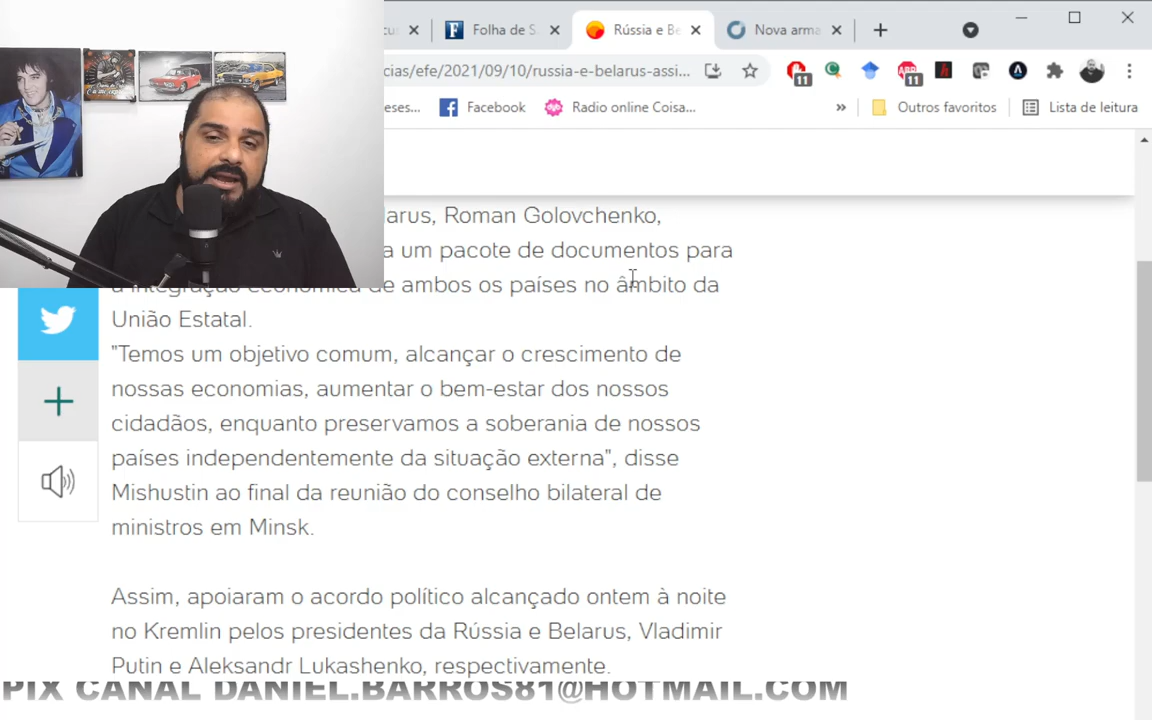 Folha de S
Rússia e Be
Nova arma
cias/efe/2021/09/10/russia-e-belarus-assi...
11
11
eses...
Facebook
Radio online Coisa...
»
Outros favoritos
Lista de leitura
arus, Roman Golovchenko,
a um pacote de documentos para
a integração econômica de ambos os países no âmbito da
União Estatal.
"Temos um objetivo comum, alcançar o crescimento de
nossas economias, aumentar o bem-estar dos nossos
cidadãos, enquanto preservamos a soberania de nossos
países independentemente da situação externa", disse
Mishustin ao final da reunião do conselho bilateral de
ministros em Minsk.
Assim, apoiaram o acordo político alcançado ontem à noite
no Kremlin pelos presidentes da Rússia e Belarus, Vladimir
Putin e Aleksandr Lukashenko, respectivamente.
PIX CANAL DANIEL.BARROS81@HOTMAIL.COM